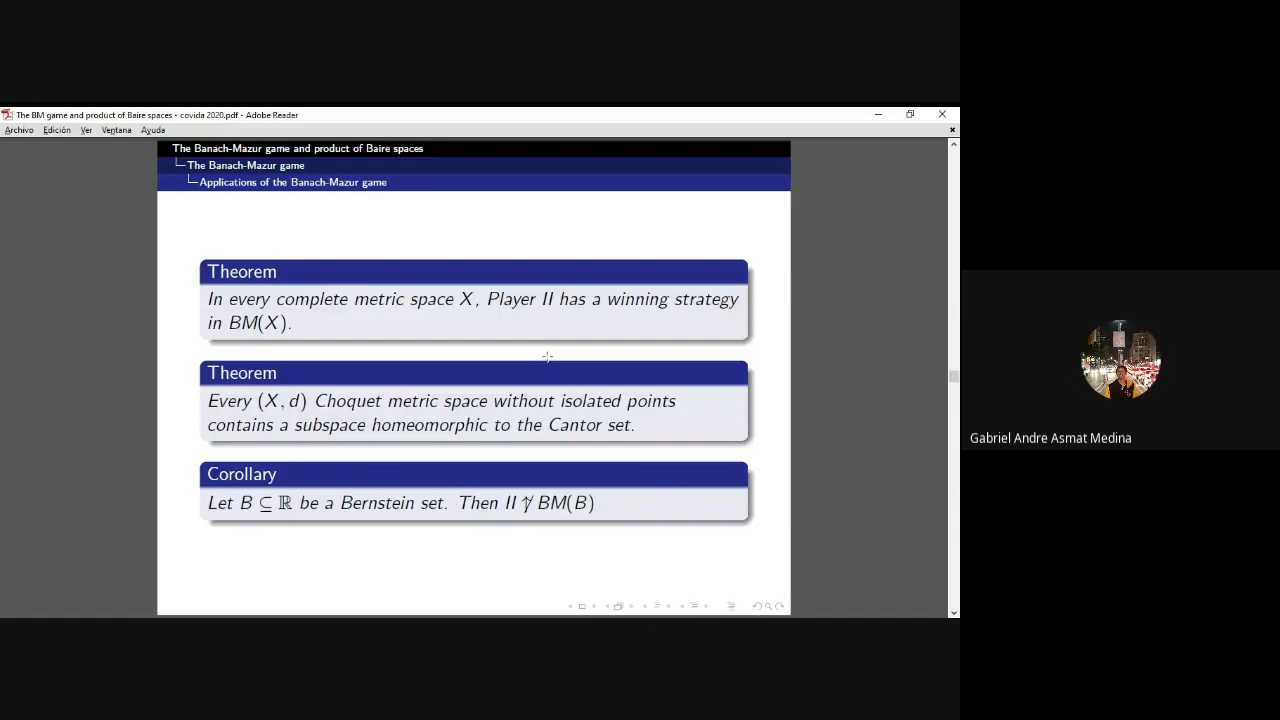 The BM game and product of Baire spaces - covida 2020.pdf - Adobe Reader
Archivo Edición Ver Ventana Ayuda
The Banach-Mazur game and product of Baire spaces
The Banach-Mazur game
Applications of the Banach-Mazur game
Theorem
In every complete metric space X, Player II has a winning strategy
in BM(X).
Theorem
Every (X, d) Choquet metric space without isolated points
contains a subspace homeomorphic to the Cantor set.
Corollary
Let B ⊆ ℝ be a Bernstein set. Then II ↑̸ BM(B)
Gabriel Andre Asmat Medina